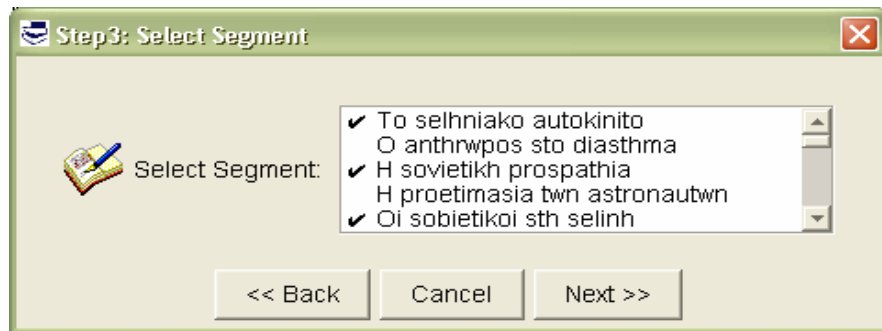 Step3: Select Segment
Select Segment:
✔ To selhniako autokinito
O anthrwpos sto diasthma
✔ H sovietikh prospathia
H proetimasia twn astronautwn
✔ Oi sobietikoi sth selinh
<< Back Cancel Next >>